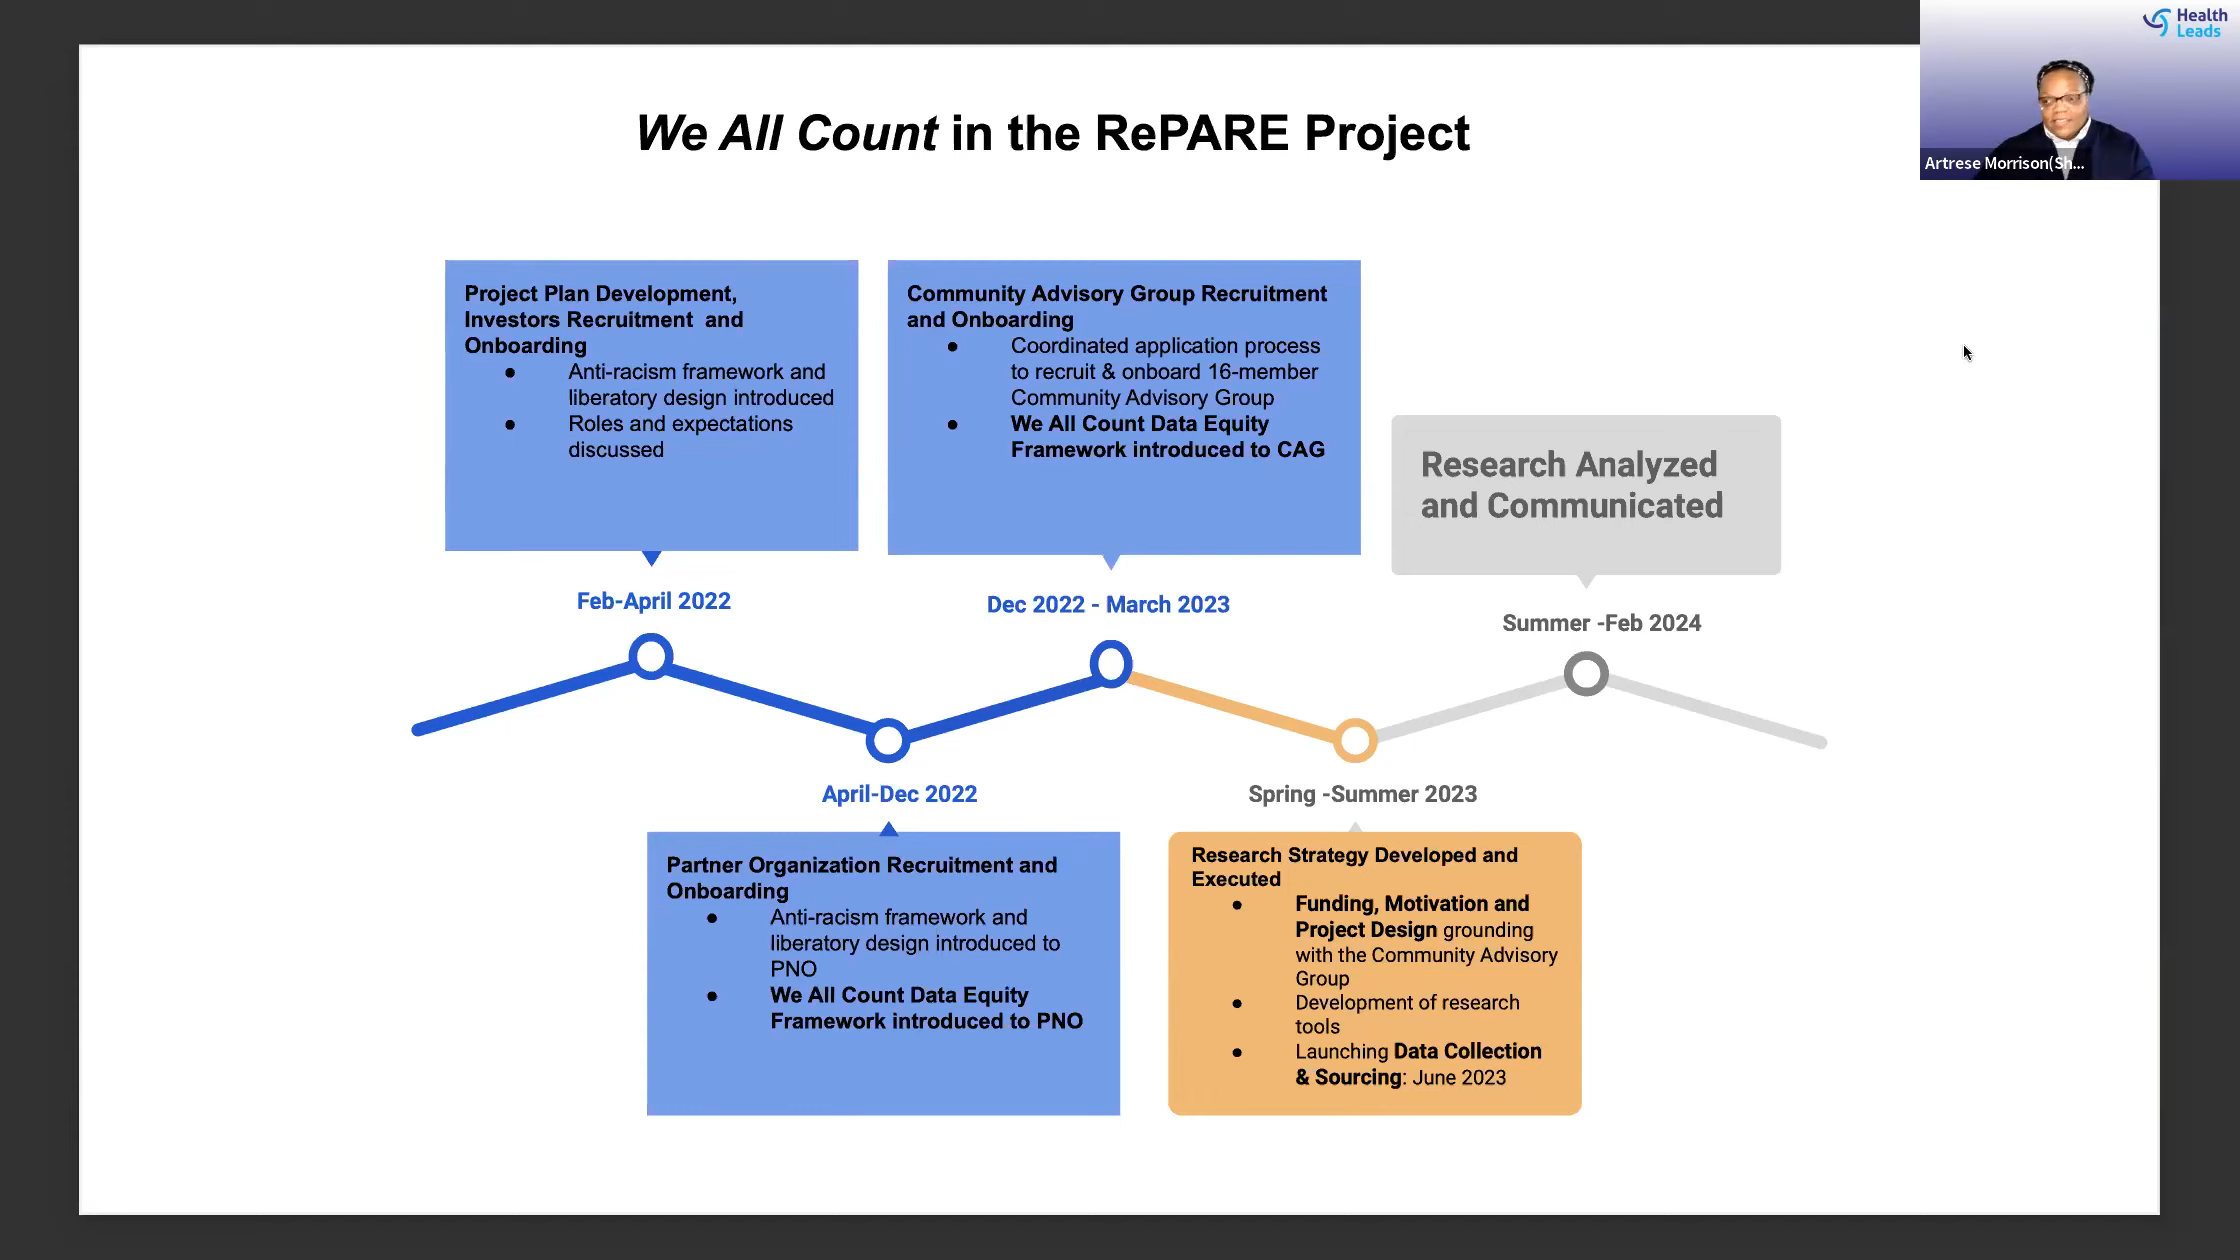 We All Count in the RePARE Project
Health
Leads
Artrese Morrison(Sh...
Project Plan Development,
Investors Recruitment and
Onboarding
● Anti-racism framework and
liberatory design introduced
● Roles and expectations
discussed
Feb-April 2022
Community Advisory Group Recruitment
and Onboarding
● Coordinated application process
to recruit & onboard 16-member
Community Advisory Group
● We All Count Data Equity
Framework introduced to CAG
Dec 2022 - March 2023
Research Analyzed
and Communicated
Summer -Feb 2024
April-Dec 2022
Partner Organization Recruitment and
Onboarding
● Anti-racism framework and
liberatory design introduced to
PNO
● We All Count Data Equity
Framework introduced to PNO
Spring -Summer 2023
Research Strategy Developed and
Executed
● Funding, Motivation and
Project Design grounding
with the Community Advisory
Group
● Development of research
tools
● Launching Data Collection
& Sourcing: June 2023